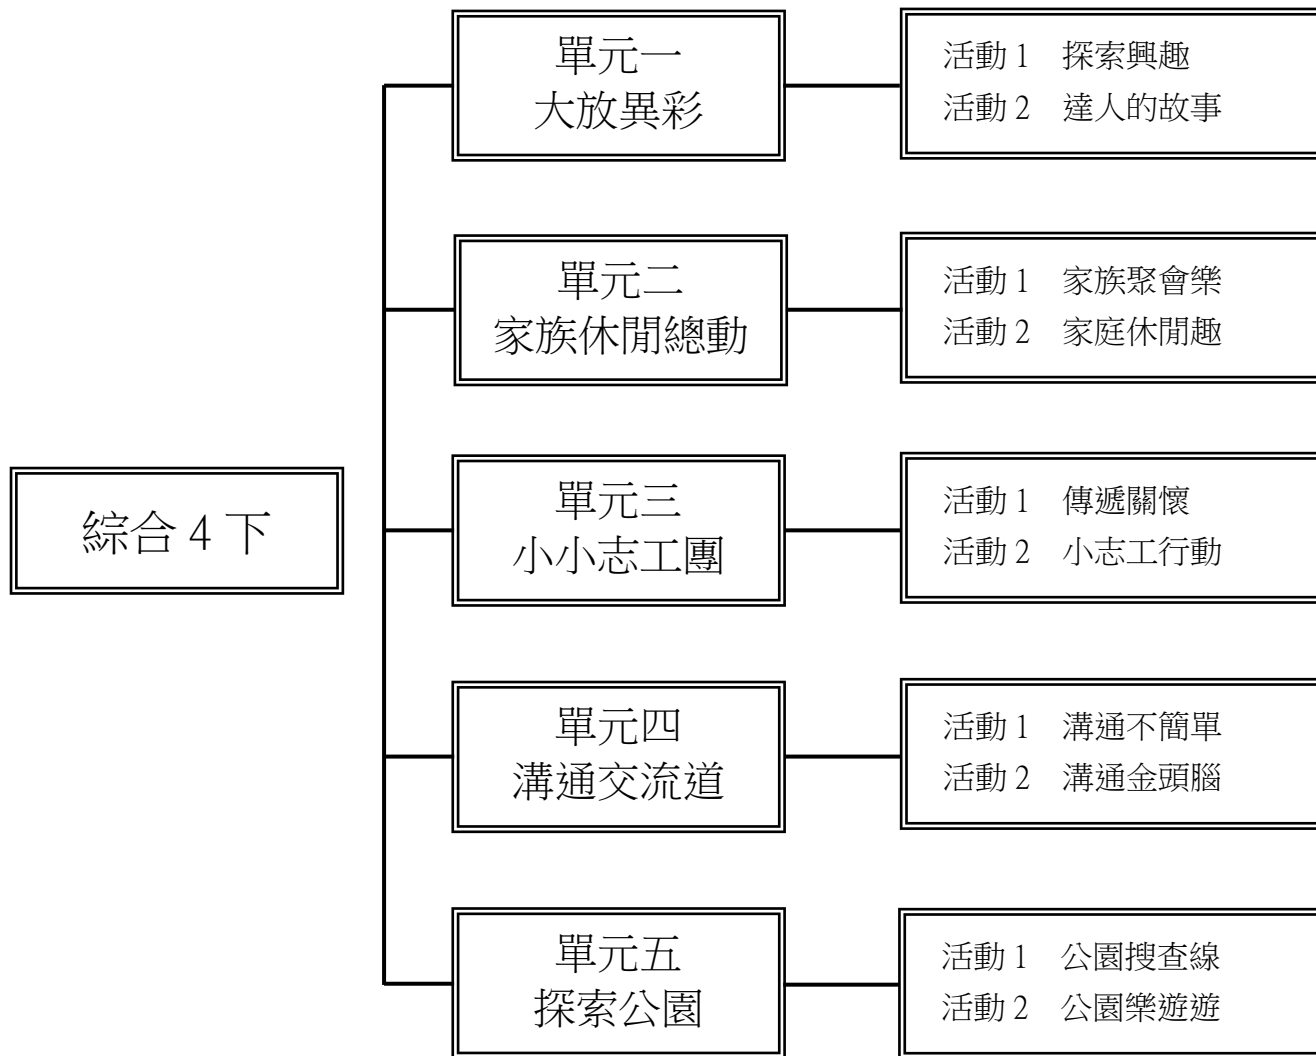 綜合 4 下
單元一
大放異彩
活動 1　探索興趣
活動 2　達人的故事
單元二
家族休閒總動
活動 1　家族聚會樂
活動 2　家庭休閒趣
單元三
小小志工團
活動 1　傳遞關懷
活動 2　小志工行動
單元四
溝通交流道
活動 1　溝通不簡單
活動 2　溝通金頭腦
單元五
探索公園
活動 1　公園搜查線
活動 2　公園樂遊遊